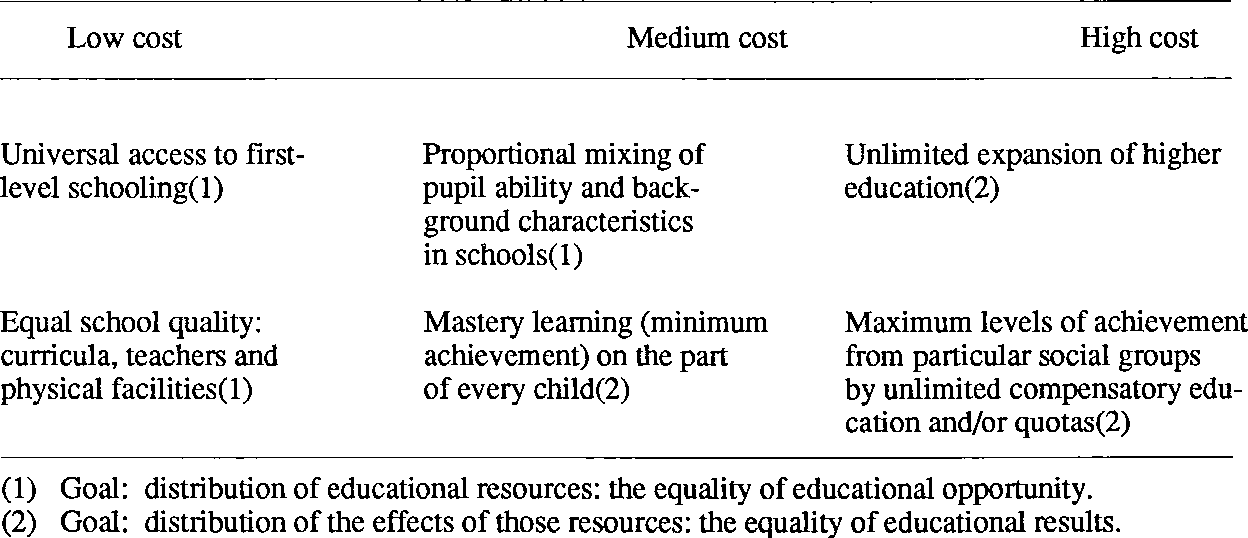 Low cost Medium cost High cost
Universal access to first-
level schooling(1)
Proportional mixing of
pupil ability and back-
ground characteristics
in schools(1)
Unlimited expansion of higher
education(2)
Equal school quality:
curricula, teachers and
physical facilities(1)
Mastery learning (minimum
achievement) on the part
of every child(2)
Maximum levels of achievement
from particular social groups
by unlimited compensatory edu-
cation and/or quotas(2)
(1) Goal: distribution of educational resources: the equality of educational opportunity.
(2) Goal: distribution of the effects of those resources: the equality of educational results.